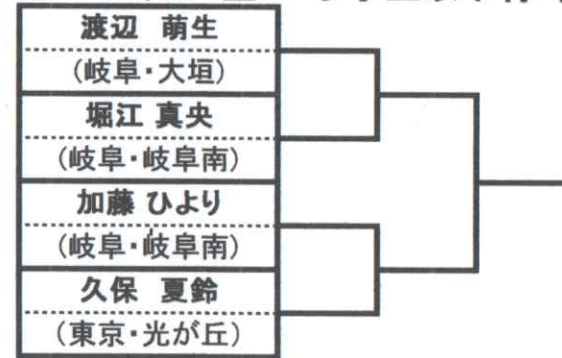 渡辺 萌生
(岐阜・大垣)
堀江 真央
(岐阜・岐阜南)
加藤 ひより
(岐阜・岐阜南)
久保 夏鈴
(東京・光が丘)